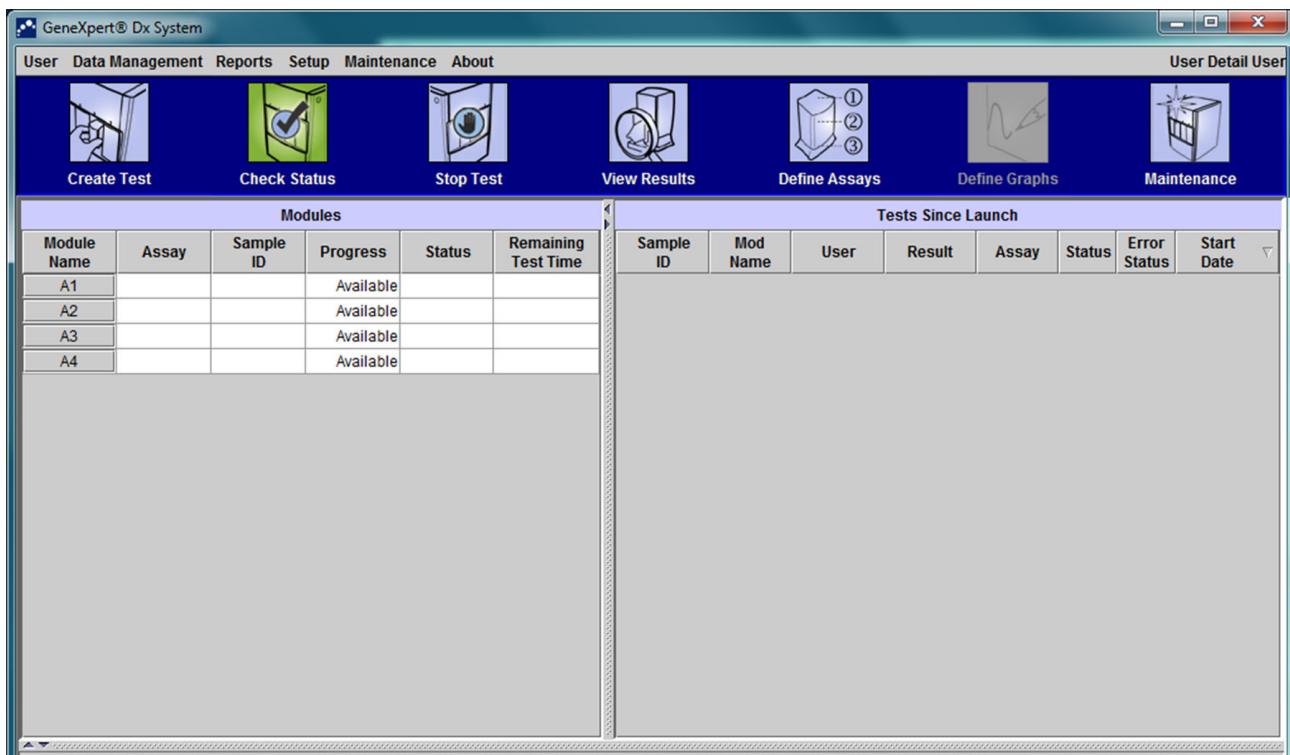 GeneXpert® Dx System
User Data Management Reports Setup Maintenance About User Detail User
① ② ③
Create Test Check Status Stop Test View Results Define Assays Define Graphs Maintenance
Modules
Module Name Assay Sample ID Progress Status Remaining Test Time
A1 Available
A2 Available
A3 Available
A4 Available
Tests Since Launch
Sample ID Mod Name User Result Assay Status Error Status Start Date